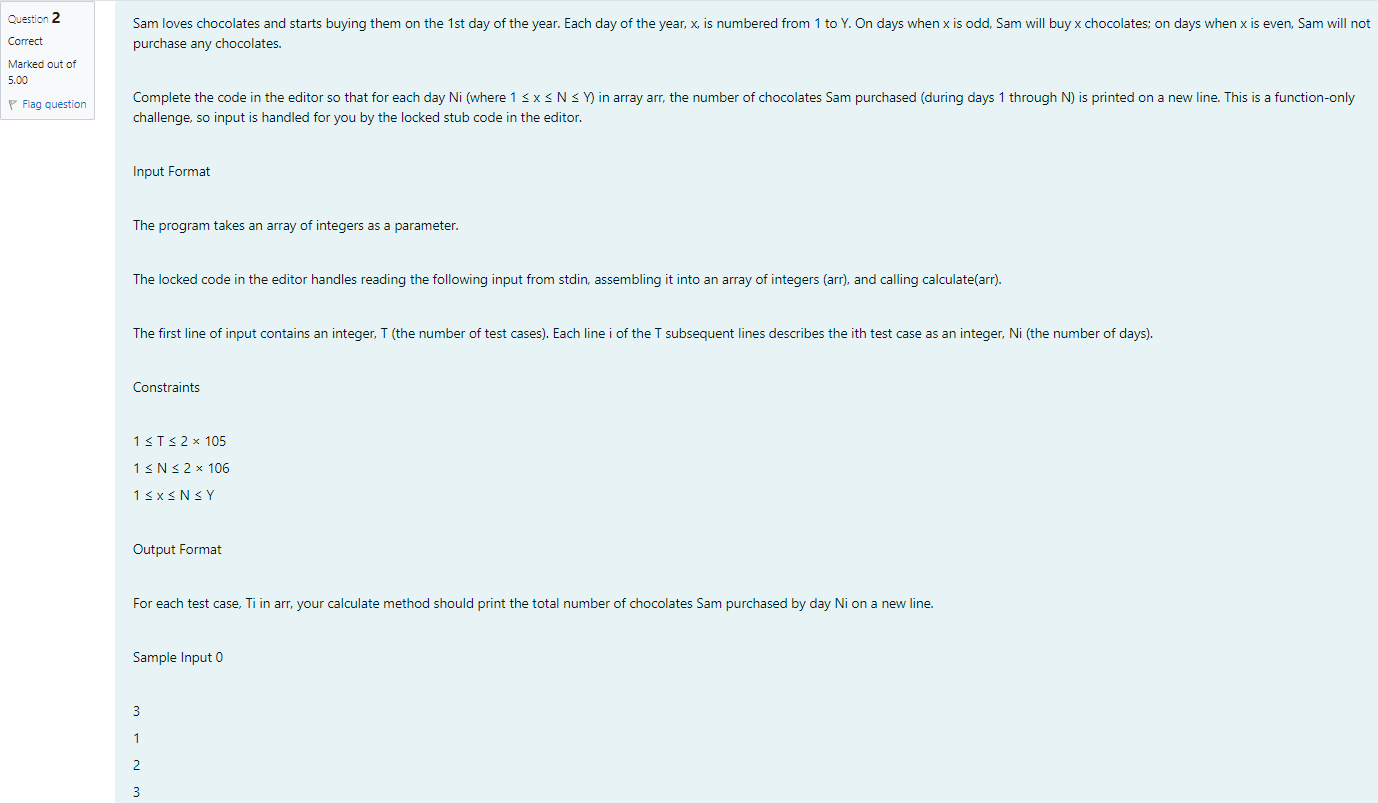 Question 2
Correct
Marked out of
5.00
Flag question
Sam loves chocolates and starts buying them on the 1st day of the year. Each day of the year, x, is numbered from 1 to Y. On days when x is odd, Sam will buy x chocolates; on days when x is even, Sam will not
purchase any chocolates.
Complete the code in the editor so that for each day Ni (where 1 ≤ x ≤ N ≤ Y) in array arr, the number of chocolates Sam purchased (during days 1 through N) is printed on a new line. This is a function-only
challenge, so input is handled for you by the locked stub code in the editor.
Input Format
The program takes an array of integers as a parameter.
The locked code in the editor handles reading the following input from stdin, assembling it into an array of integers (arr), and calling calculate(arr).
The first line of input contains an integer, T (the number of test cases). Each line i of the T subsequent lines describes the ith test case as an integer, Ni (the number of days).
Constraints
1 ≤ T ≤ 2 × 105
1 ≤ N ≤ 2 × 106
1 ≤ x ≤ N ≤ Y
Output Format
For each test case, Ti in arr, your calculate method should print the total number of chocolates Sam purchased by day Ni on a new line.
Sample Input 0
3
1
2
3